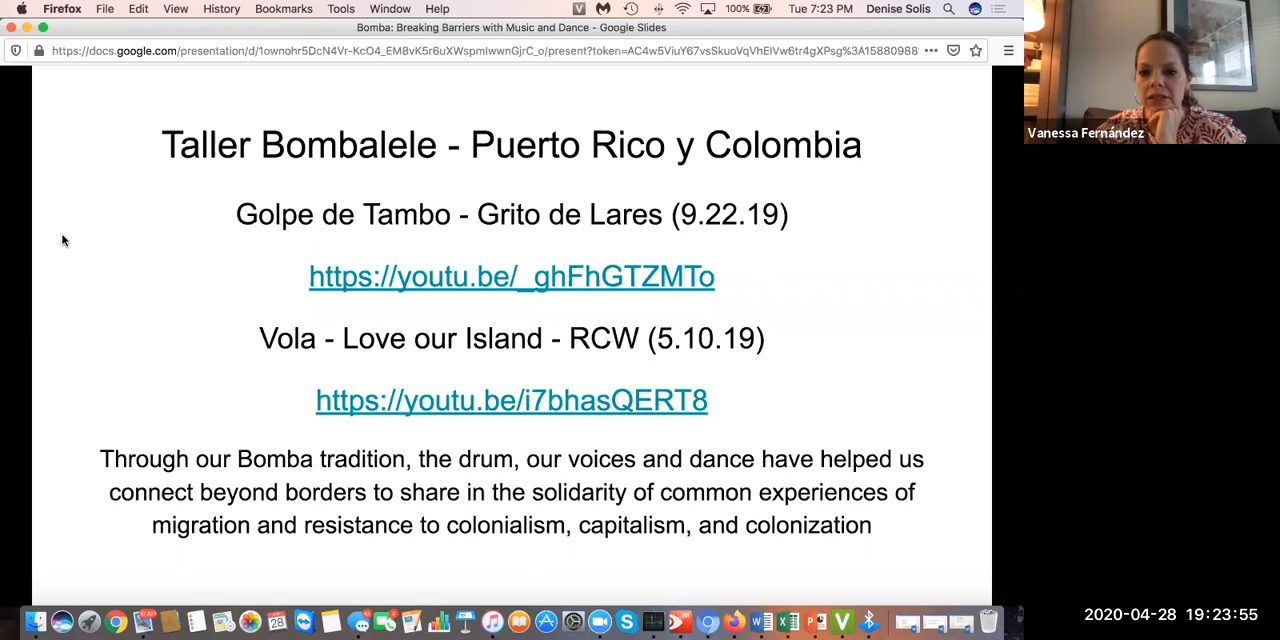 Firefox File Edit View History Bookmarks Tools Window Help 100% Tue 7:23 PM Denise Solis
Bomba: Breaking Barriers with Music and Dance - Google Slides
https://docs.google.com/presentation/d/1ownohr5DcN4Vr-KcO4_EM8vK5r6uXWspmIwwnGjrC_o/present?token=AC4w5ViuY67vsSkuoVqVhEIVw6tr4gXPsg%3A15880988
Vanessa Fernández
Taller Bombalele - Puerto Rico y Colombia
Golpe de Tambo - Grito de Lares (9.22.19)
https://youtu.be/_ghFhGTZMTo
Vola - Love our Island - RCW (5.10.19)
https://youtu.be/i7bhasQERT8
Through our Bomba tradition, the drum, our voices and dance have helped us
connect beyond borders to share in the solidarity of common experiences of
migration and resistance to colonialism, capitalism, and colonization
2020-04-28 19:23:55